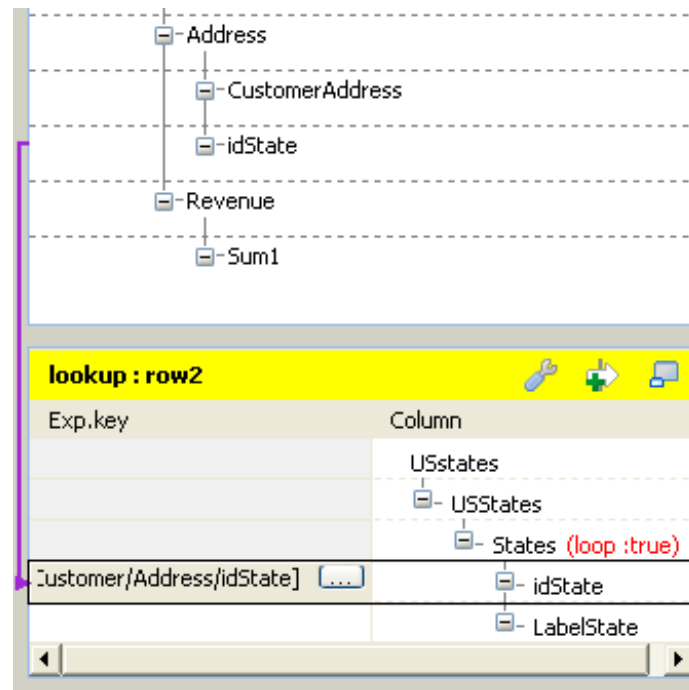 Address
CustomerAddress
idState
Revenue
Sum1
lookup : row2
Exp.key Column
USstates
USStates
States (loop :true)
Customer/Address/idState] ... idState
LabelState